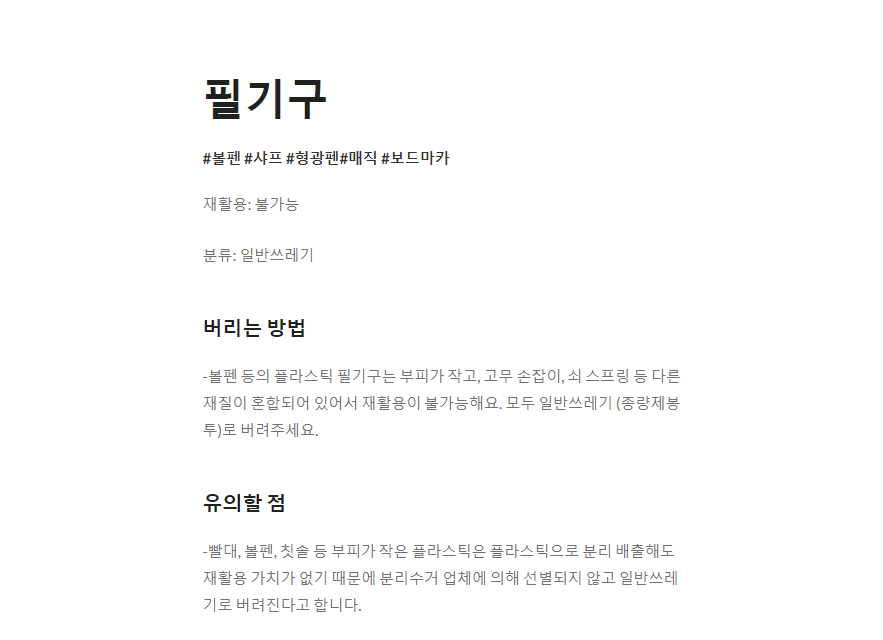 필기구
#볼펜 #샤프 #형광펜#매직 #보드마카
재활용: 불가능
분류: 일반쓰레기
버리는 방법
-볼펜 등의 플라스틱 필기구는 부피가 작고, 고무 손잡이, 쇠 스프링 등 다른
재질이 혼합되어 있어서 재활용이 불가능해요. 모두 일반쓰레기 (종량제봉
투)로 버려주세요.
유의할 점
-빨대, 볼펜, 칫솔 등 부피가 작은 플라스틱은 플라스틱으로 분리 배출해도
재활용 가치가 없기 때문에 분리수거 업체에 의해 선별되지 않고 일반쓰레
기로 버려진다고 합니다.